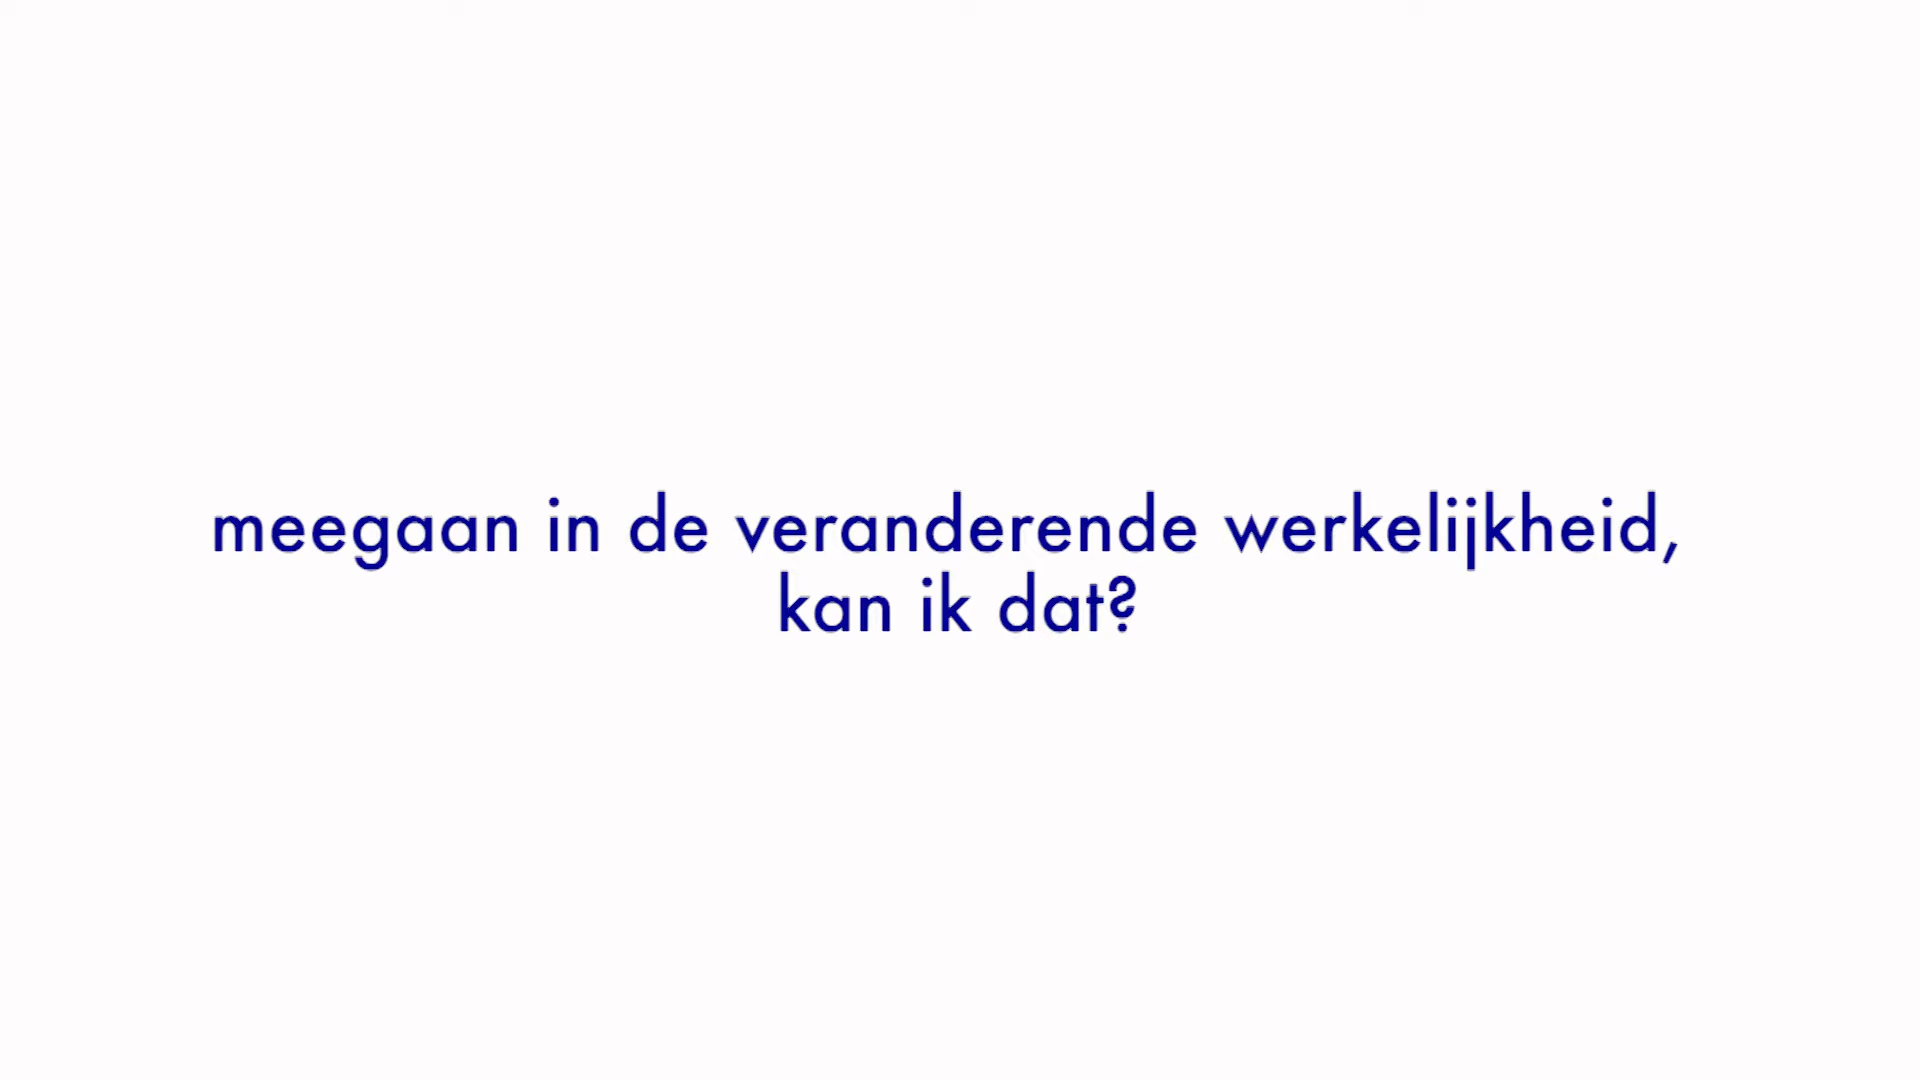 meegaan in de veranderende werkelijkheid,
kan ik dat?